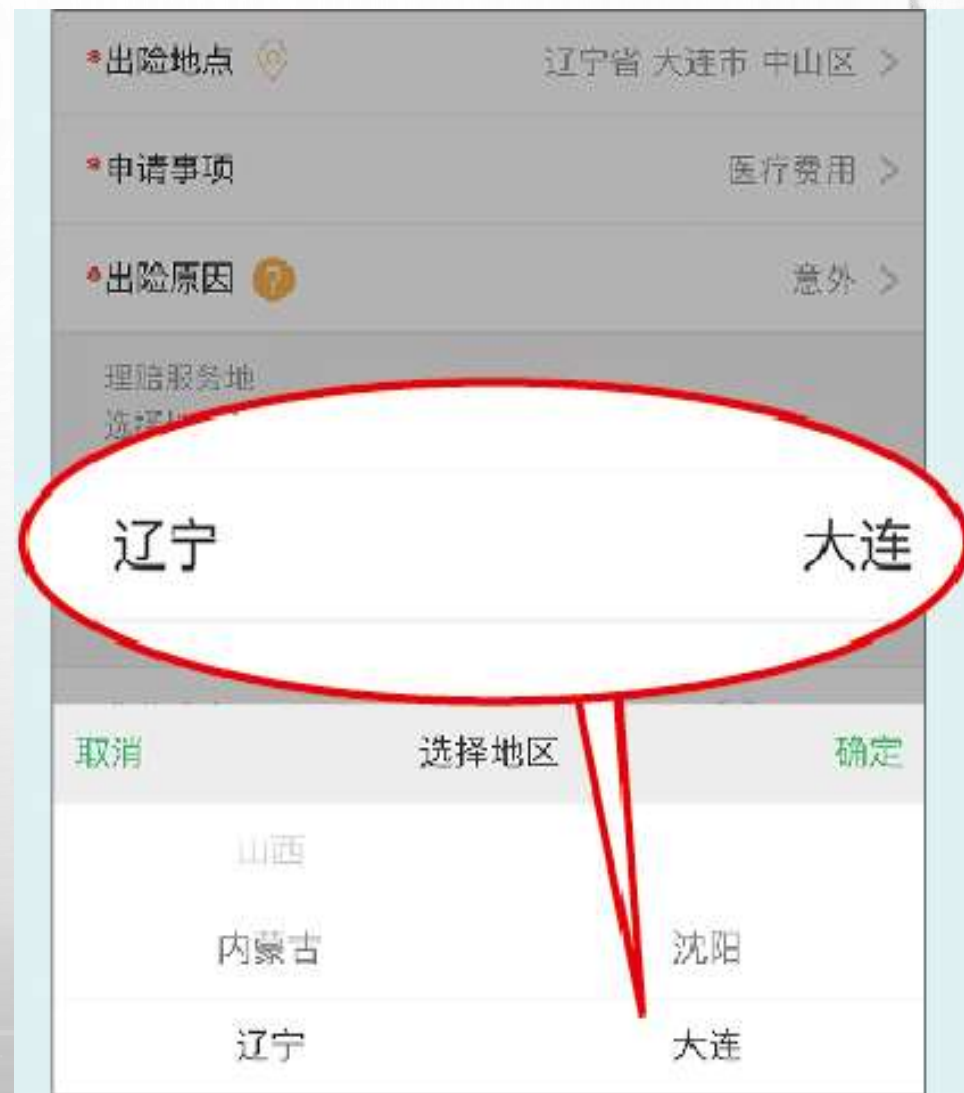 *出险地点 辽宁省 大连市 中山区 >
*申请事项 医疗费用 >
*出险原因 ? 意外 >
理赔服务地
选择
辽宁 大连
取消 选择地区 确定
山西
内蒙古 沈阳
辽宁 大连